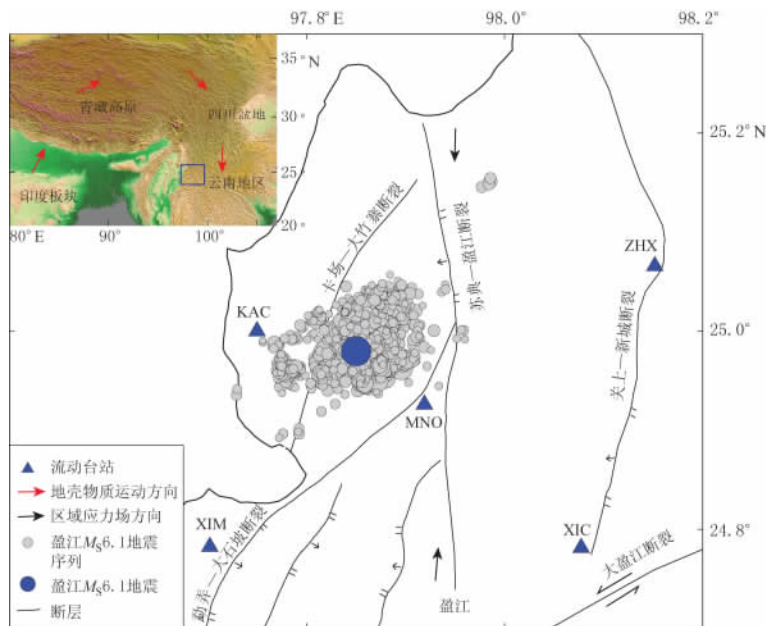 97.8° E
98.0°
98.2°
35° N
30°
25°
20°
80° E
90°
100°
青藏高原
四川盆地
印度板块
云南地区
25.2° N
25.0°
24.8°
卡场—大竹寨断裂
苏典—盈江断裂
ZHX
KAC
关上—新城断裂
MNO
XIM
XIC
勐弄—大石坡断裂
大盈江断裂
盈江
流动台站
地壳物质运动方向
区域应力场方向
盈江MS6.1地震
序列
盈江MS6.1地震
断层